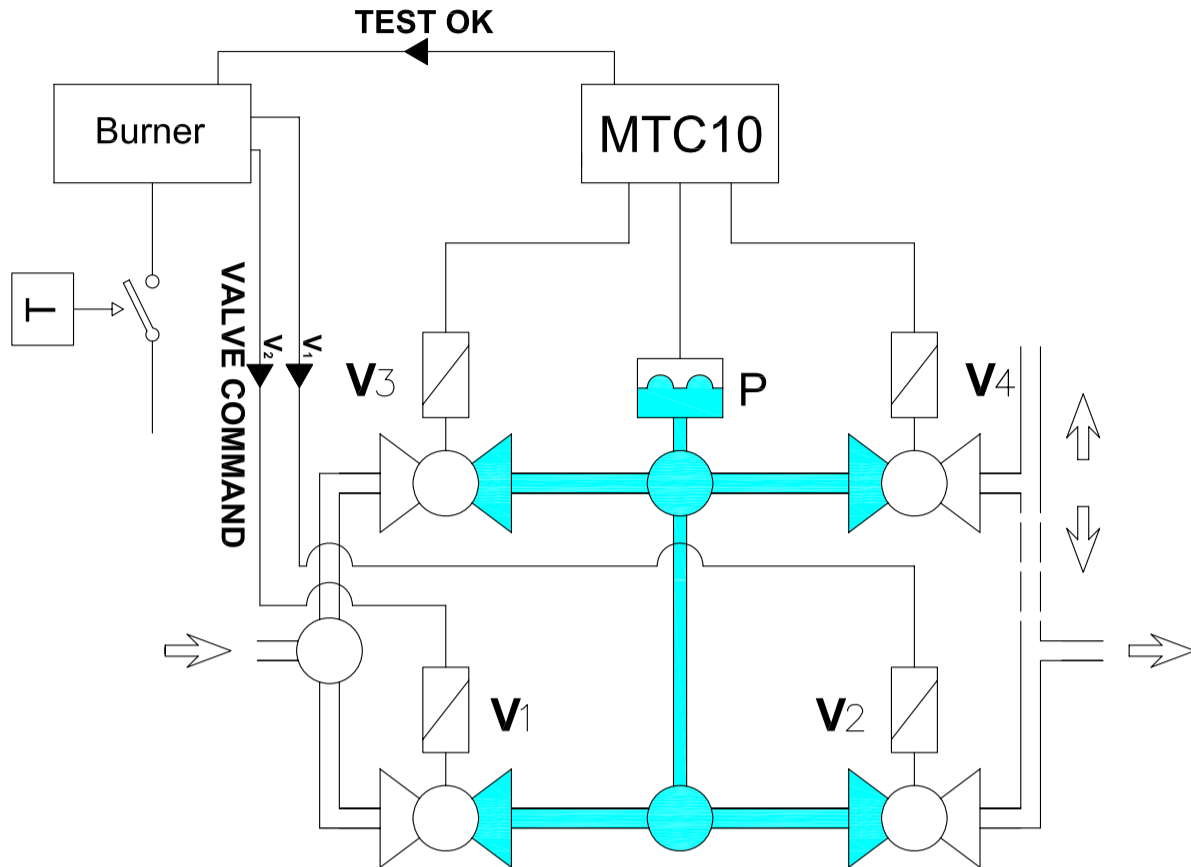 TEST OK
Burner
MTC10
T
VALVE COMMAND
V₂
V₁
V3
P
V4
V1
V2